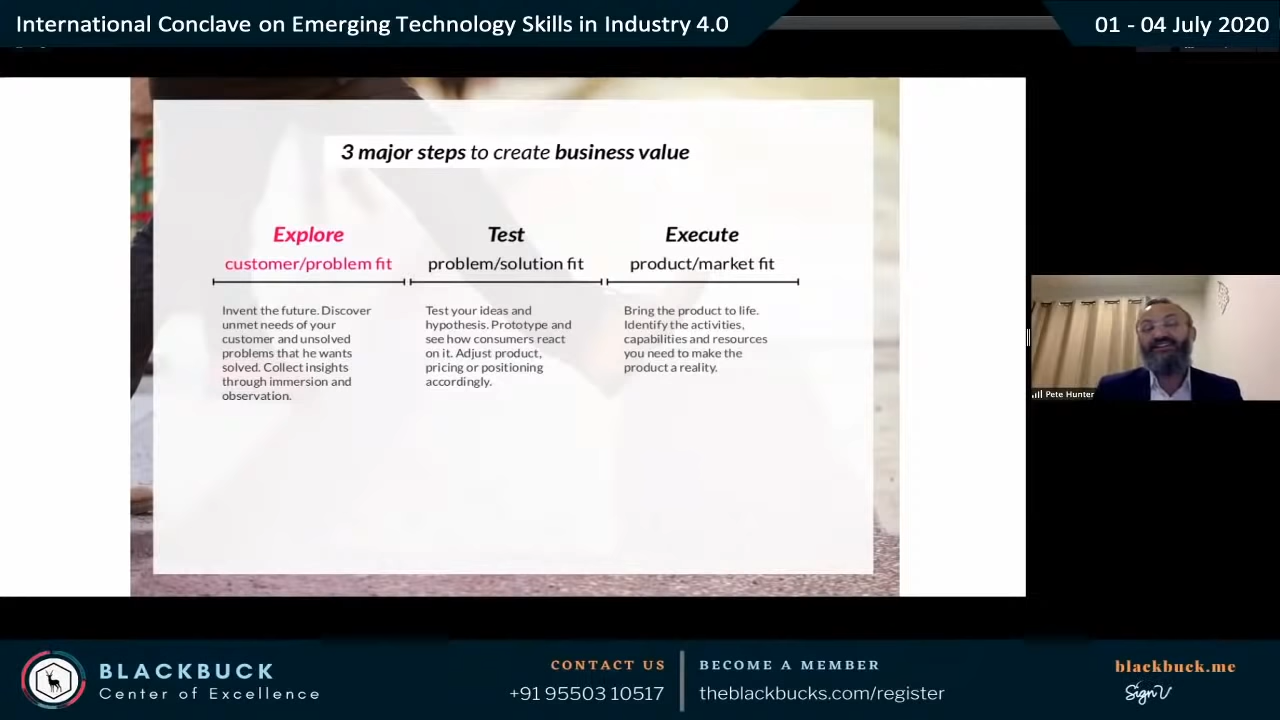 International Conclave on Emerging Technology Skills in Industry 4.0
01 - 04 July 2020
3 major steps to create business value
Explore
customer/problem fit
Invent the future. Discover
unmet needs of your
customer and unsolved
problems that he wants
solved. Collect insights
through immersion and
observation.
Test
problem/solution fit
Test your ideas and
hypothesis. Prototype and
see how consumers react
on it. Adjust product,
pricing or positioning
accordingly.
Execute
product/market fit
Bring the product to life.
Identify the activities,
capabilities and resources
you need to make the
product a reality.
Pete Hunter
BLACKBUCK
Center of Excellence
CONTACT US
+91 95503 10517
BECOME A MEMBER
theblackbucks.com/register
blackbuck.me
SignV